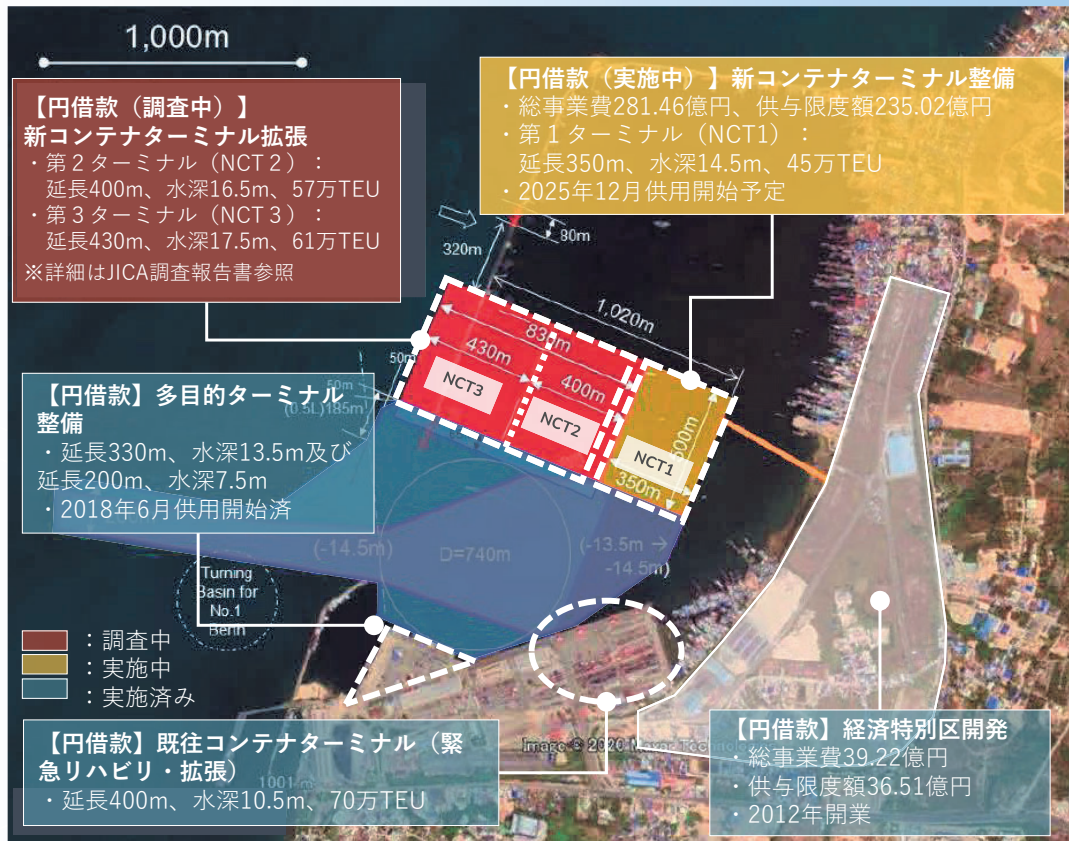 1,000m
【円借款（調査中）】
新コンテナターミナル拡張
・第２ターミナル（NCT２）：
延長400m、水深16.5m、57万TEU
・第３ターミナル（NCT３）：
延長430m、水深17.5m、61万TEU
※詳細はJICA調査報告書参照
【円借款（実施中）】新コンテナターミナル整備
・総事業費281.46億円、供与限度額235.02億円
・第１ターミナル（NCT1）：
延長350m、水深14.5m、45万TEU
・2025年12月供用開始予定
80m
320m
1,020m
430m
400m
50m
50m
(0.5L)185m
NCT3
NCT2
NCT1
350m
【円借款】多目的ターミナル
整備
・延長330m、水深13.5m及び
延長200m、水深7.5m
・2018年6月供用開始済
(-14.5m)
D=740m
(-13.5m →
-14.5m)
Turning
Basin for
No.1
Berth
：調査中
：実施中
：実施済み
【円借款】既往コンテナターミナル（緊
急リハビリ・拡張）
・延長400m、水深10.5m、70万TEU
1001 m
Image © 2020 Maxar Technolo
【円借款】経済特別区開発
・総事業費39.22億円
・供与限度額36.51億円
・2012年開業